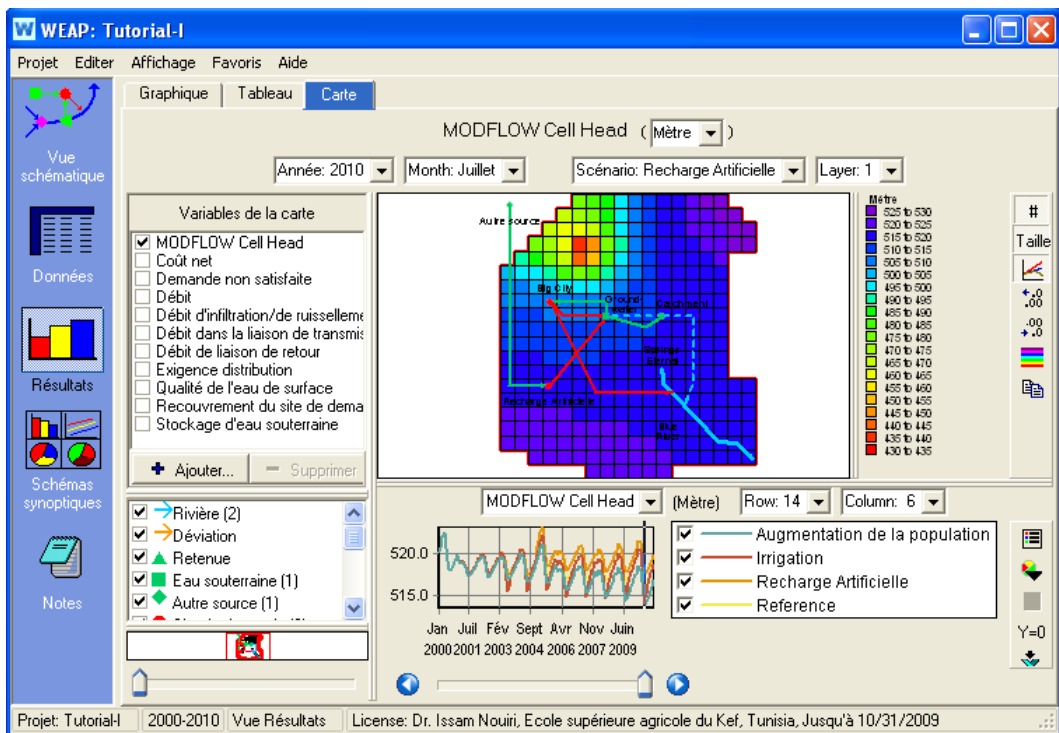 WEAP: Tutorial-I
Projet Editer Affichage Favoris Aide
Vue schématique
Données
Résultats
Schémas synoptiques
Notes
Graphique Tableau Carte
MODFLOW Cell Head ( Mètre )
Année: 2010 Month: Juillet Scénario: Recharge Artificielle Layer: 1
Variables de la carte
MODFLOW Cell Head
Coût net
Demande non satisfaite
Débit
Débit d'infiltration/de ruisselleme
Débit dans la liaison de transmis
Débit de liaison de retour
Exigence distribution
Qualité de l'eau de surface
Recouvrement du site de dema
Stockage d'eau souterraine
Ajouter... Supprimer
Rivière (2)
Déviation
Retenue
Eau souterraine (1)
Autre source (1)
Autre source
Big City
Ground-
Catchment
Recharge Artificielle
Blue
River
Mètre
525 to 530
520 to 525
515 to 520
510 to 515
505 to 510
500 to 505
495 to 500
490 to 495
485 to 490
480 to 485
475 to 480
470 to 475
465 to 470
460 to 465
455 to 460
450 to 455
445 to 450
440 to 445
435 to 440
430 to 435
#
Taille
,0
,00
,00
,0
Y=0
MODFLOW Cell Head (Mètre) Row: 14 Column: 6
520.0
515.0
Jan Juil Fév Sept Avr Nov Juin
2000 2001 2003 2004 2006 2007 2009
Augmentation de la population
Irrigation
Recharge Artificielle
Reference
Projet: Tutorial-I 2000-2010 Vue Résultats License: Dr. Issam Nouiri, Ecole supérieure agricole du Kef, Tunisia, Jusqu'à 10/31/2009